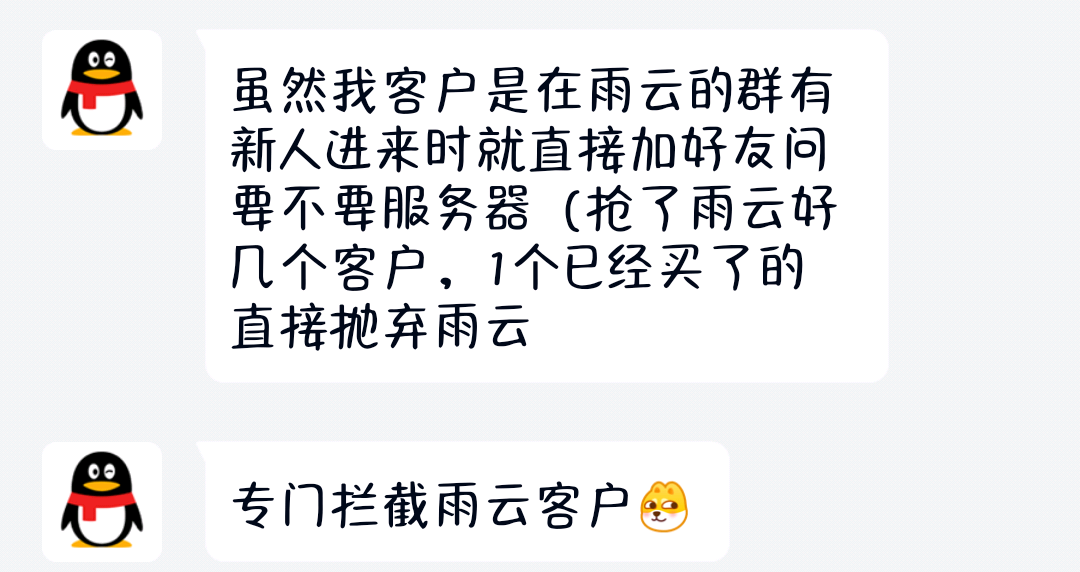 虽然我客户是在雨云的群有
新人进来时就直接加好友问
要不要服务器（抢了雨云好
几个客户，1个已经买了的
直接抛弃雨云
专门拦截雨云客户